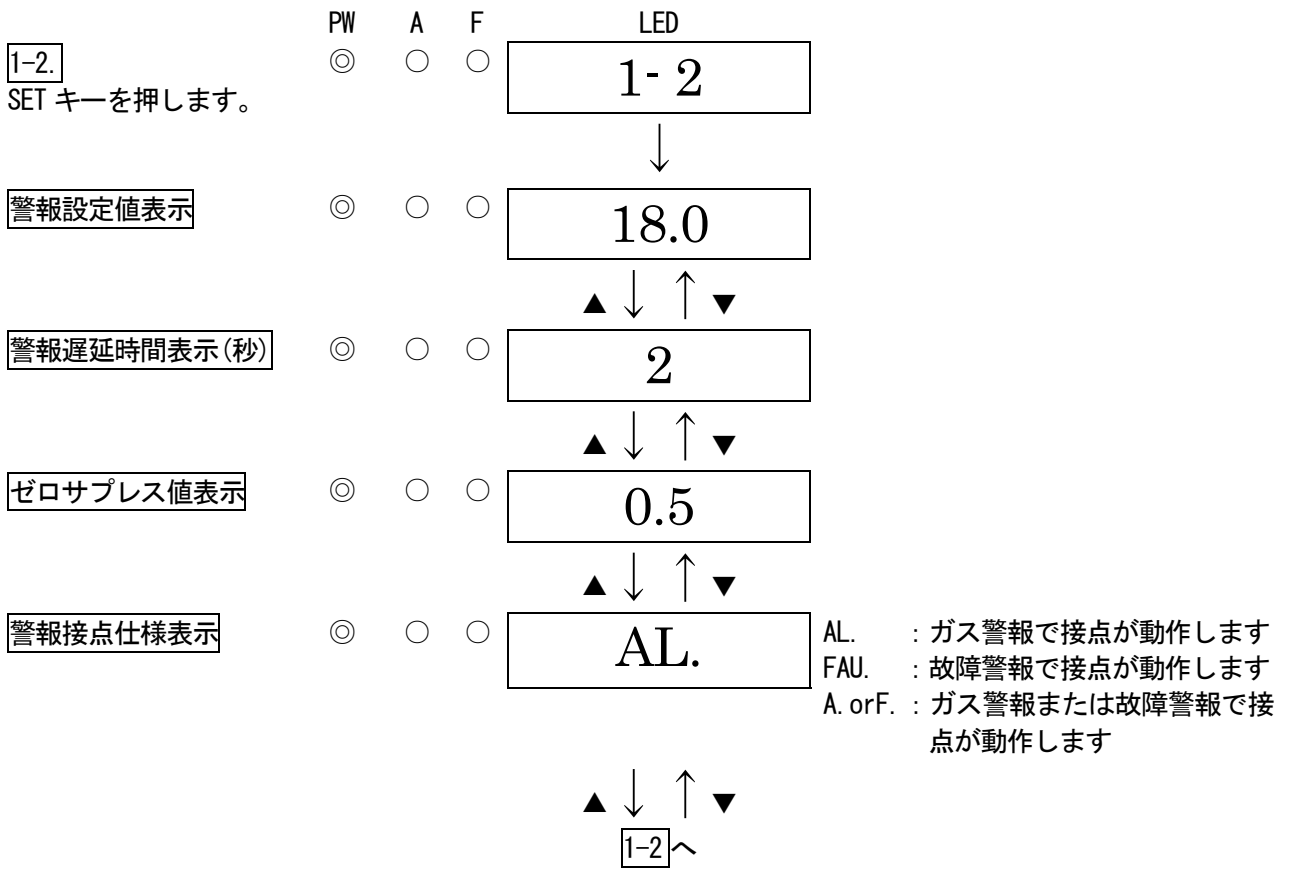 PW A F LED
1-2. ◎ ○ ○ 1- 2
SET キーを押します。
↓
警報設定値表示 ◎ ○ ○ 18.0
▲ ↓ ↑ ▼
警報遅延時間表示(秒) ◎ ○ ○ 2
▲ ↓ ↑ ▼
ゼロサプレス値表示 ◎ ○ ○ 0.5
▲ ↓ ↑ ▼
警報接点仕様表示 ◎ ○ ○ AL.
AL. : ガス警報で接点が動作します
FAU. : 故障警報で接点が動作します
A.orF. : ガス警報または故障警報で接
点が動作します
▲ ↓ ↑ ▼
1-2へ